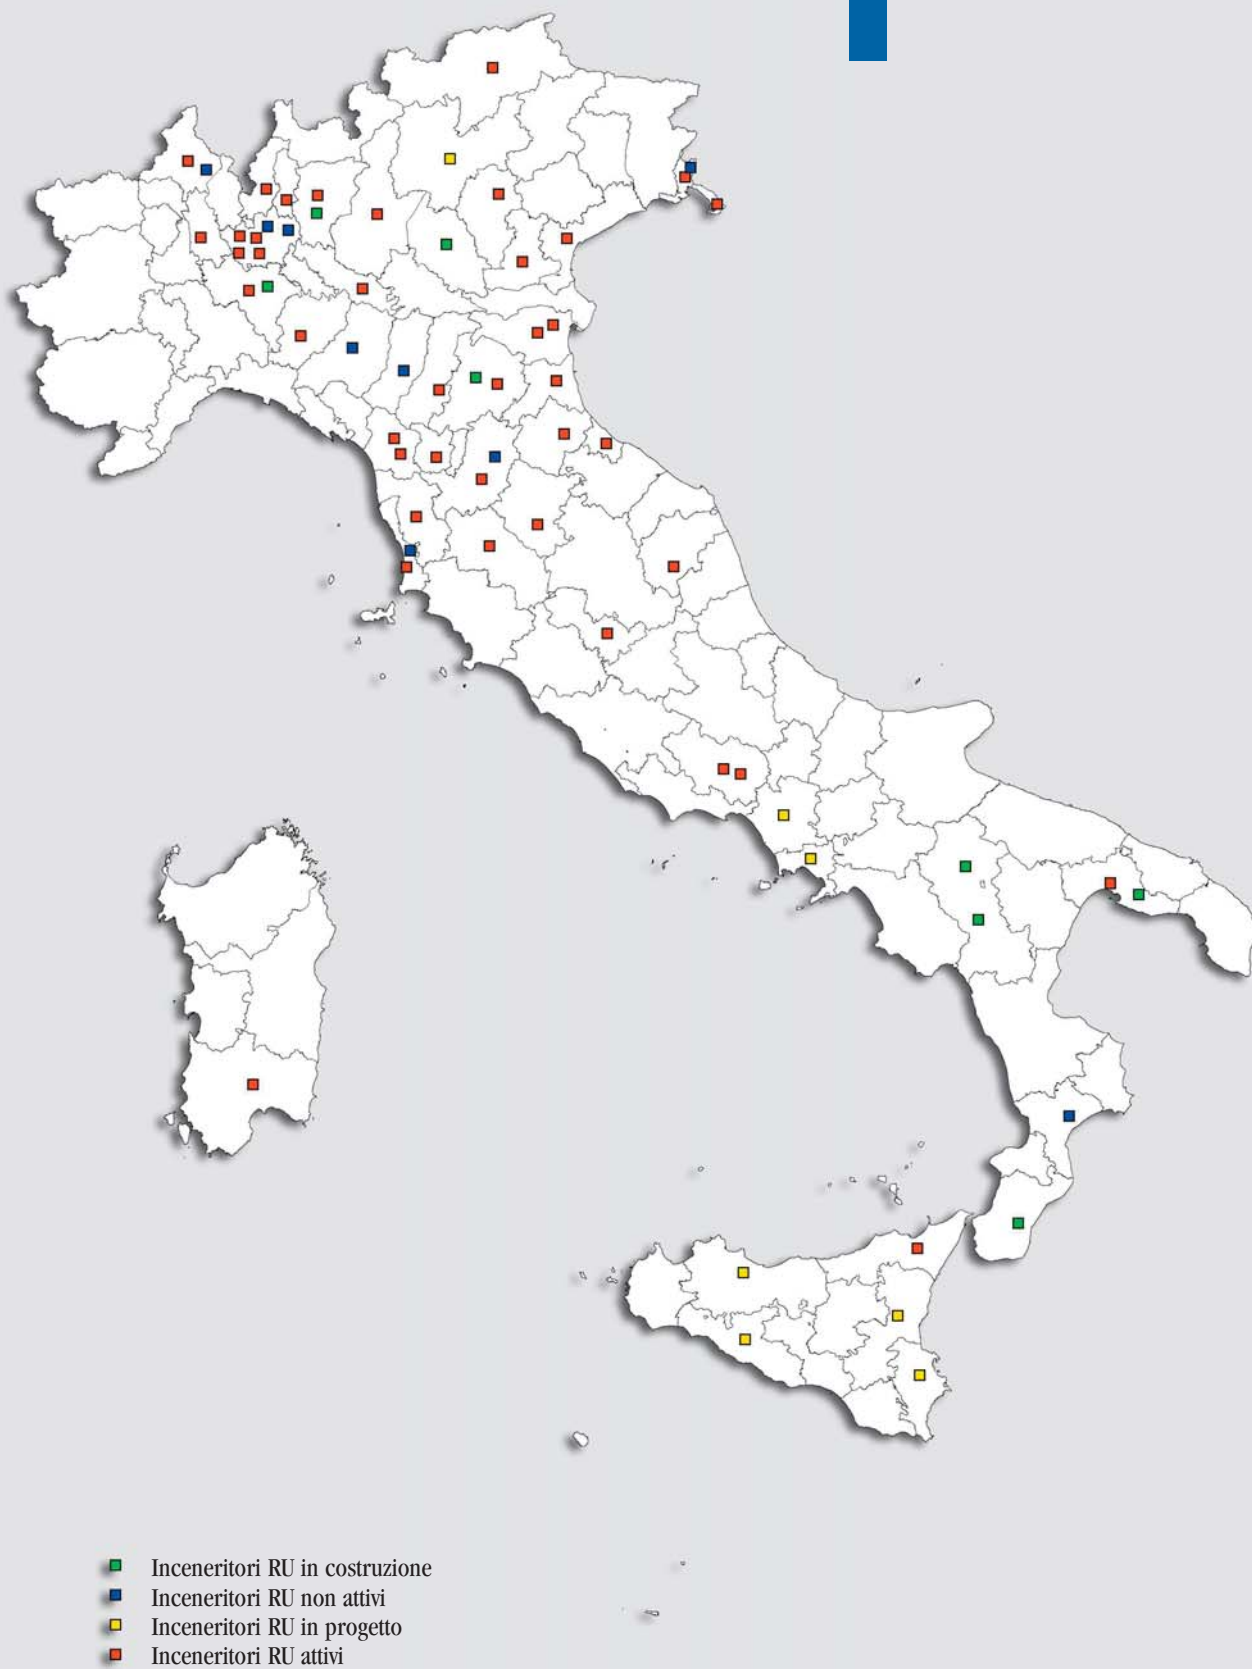 Inceneritori RU in costruzione
Inceneritori RU non attivi
Inceneritori RU in progetto
Inceneritori RU attivi